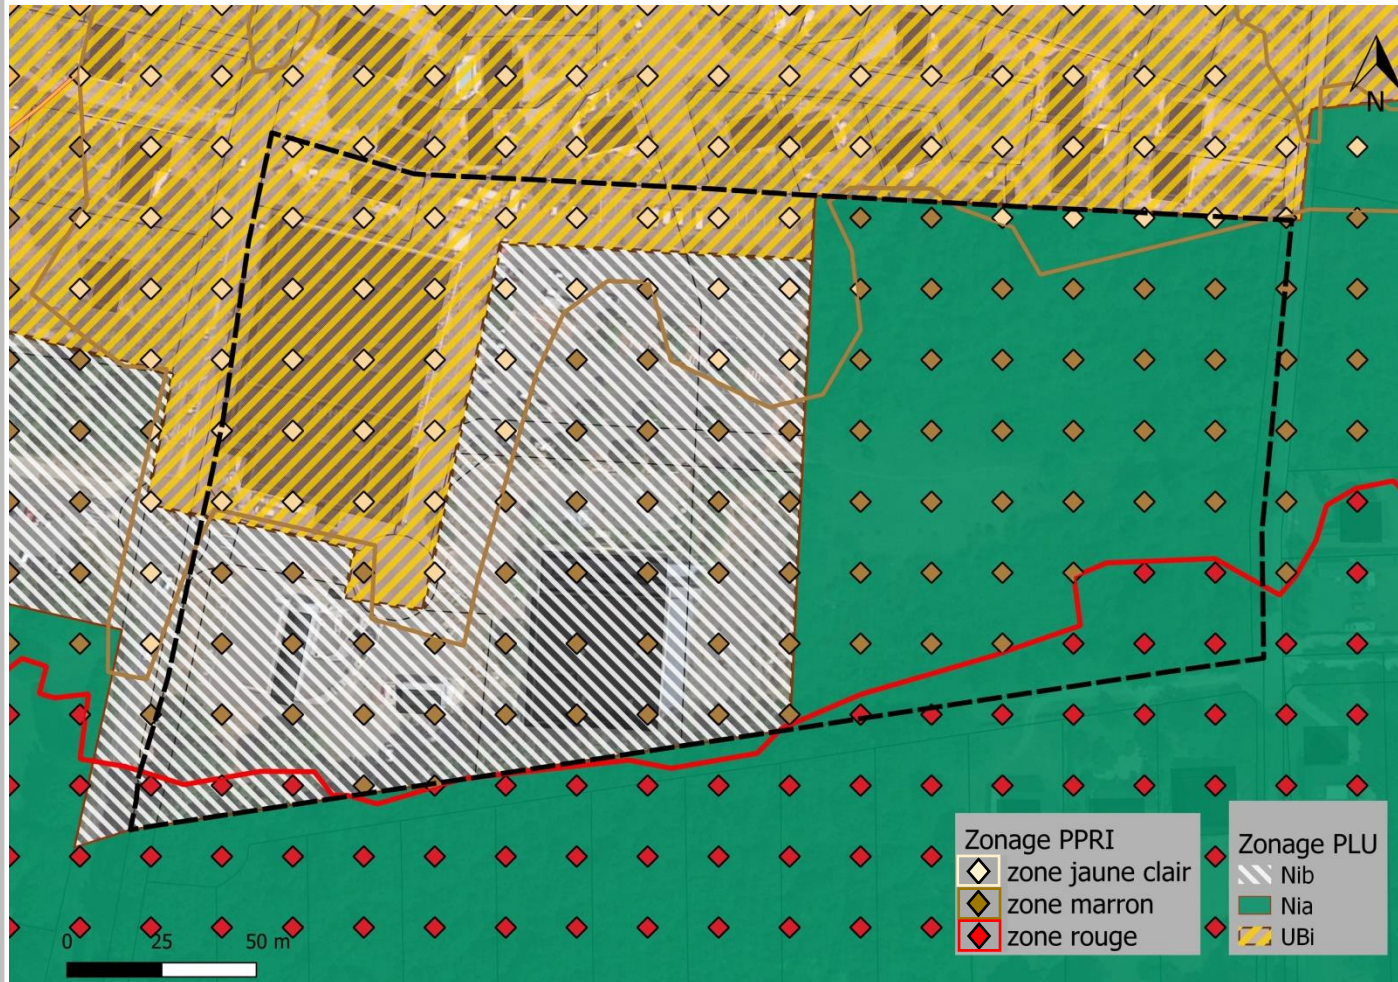 N
Zonage PPRI
zone jaune clair
zone marron
zone rouge
Zonage PLU
Nib
Nia
UBi
0 25 50 m